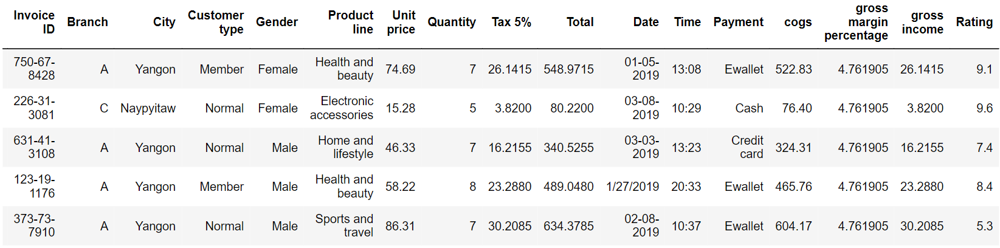 Invoice ID Branch City Customer type Gender Product line Unit price Quantity Tax 5% Total Date Time Payment cogs gross margin percentage gross income Rating
750-67-8428 A Yangon Member Female Health and beauty 74.69 7 26.1415 548.9715 01-05-2019 13:08 Ewallet 522.83 4.761905 26.1415 9.1
226-31-3081 C Naypyitaw Normal Female Electronic accessories 15.28 5 3.8200 80.2200 03-08-2019 10:29 Cash 76.40 4.761905 3.8200 9.6
631-41-3108 A Yangon Normal Male Home and lifestyle 46.33 7 16.2155 340.5255 03-03-2019 13:23 Credit card 324.31 4.761905 16.2155 7.4
123-19-1176 A Yangon Member Male Health and beauty 58.22 8 23.2880 489.0480 1/27/2019 20:33 Ewallet 465.76 4.761905 23.2880 8.4
373-73-7910 A Yangon Normal Male Sports and travel 86.31 7 30.2085 634.3785 02-08-2019 10:37 Ewallet 604.17 4.761905 30.2085 5.3